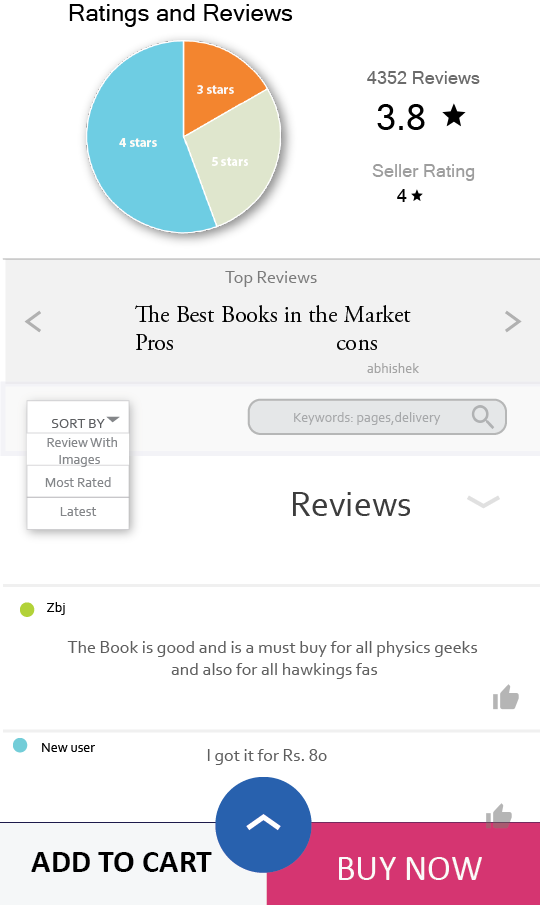 Ratings and Reviews
3 stars
4 stars
5 stars
4352 Reviews
3.8
Seller Rating
4
Top Reviews
The Best Books in the Market
Pros cons
abhishek
SORT BY
Review With
Images
Most Rated
Latest
Keywords: pages,delivery
Reviews
Zbj
The Book is good and is a must buy for all physics geeks
and also for all hawkings fas
New user
I got it for Rs. 8o
ADD TO CART
BUY NOW